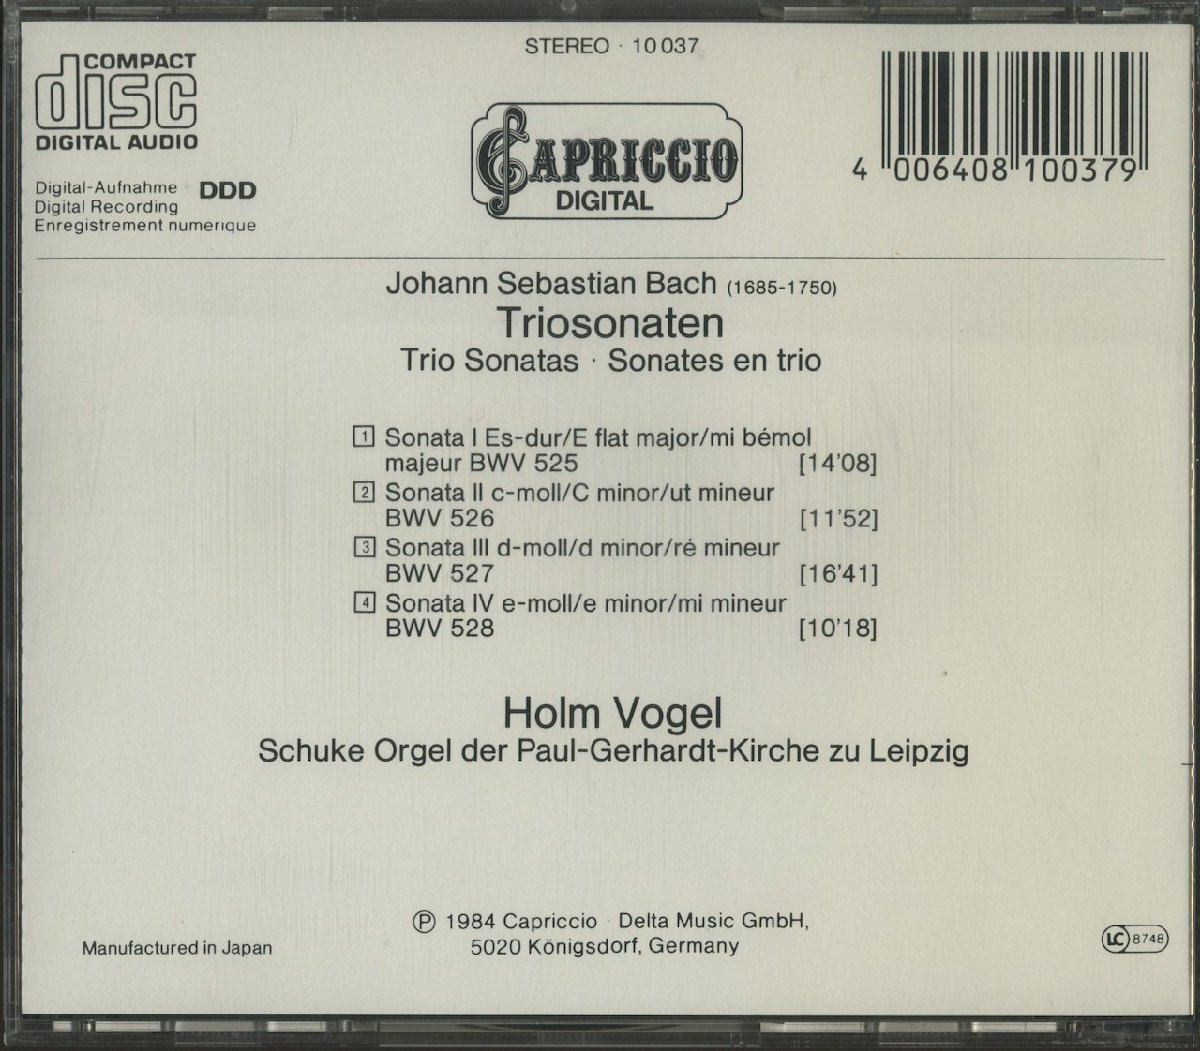 STEREO · 10 037
COMPACT
disc
DIGITAL AUDIO
Digital-Aufnahme DDD
Digital Recording
Enregistrement numerique
CAPRICCIO
DIGITAL
4 006408 100379
Johann Sebastian Bach (1685-1750)
Triosonaten
Trio Sonatas · Sonates en trio
1 Sonata I Es-dur/E flat major/mi bémol
majeur BWV 525 [14'08]
2 Sonata II c-moll/C minor/ut mineur
BWV 526 [11'52]
3 Sonata III d-moll/d minor/ré mineur
BWV 527 [16'41]
4 Sonata IV e-moll/e minor/mi mineur
BWV 528 [10'18]
Holm Vogel
Schuke Orgel der Paul-Gerhardt-Kirche zu Leipzig
℗ 1984 Capriccio · Delta Music GmbH,
5020 Königsdorf, Germany
Manufactured in Japan
LC 8748